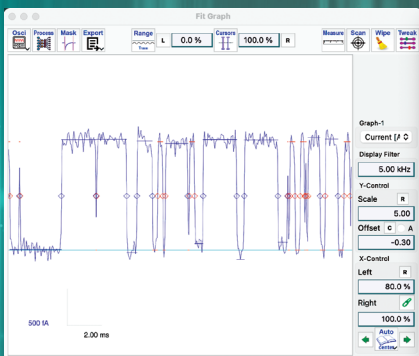 Fit Graph
Osci Process Mask Export Range L 0.0 % Cursors 100.0 % R Measure Scan Wipe Tweak
Trace
Graph-1
Current [A
Display Filter
5.00 kHz
Y-Control
Scale R
5.00
Offset C A
-0.30
X-Control
Left R
80.0 %
Right
100.0 %
Auto
center
500 fA
2.00 ms